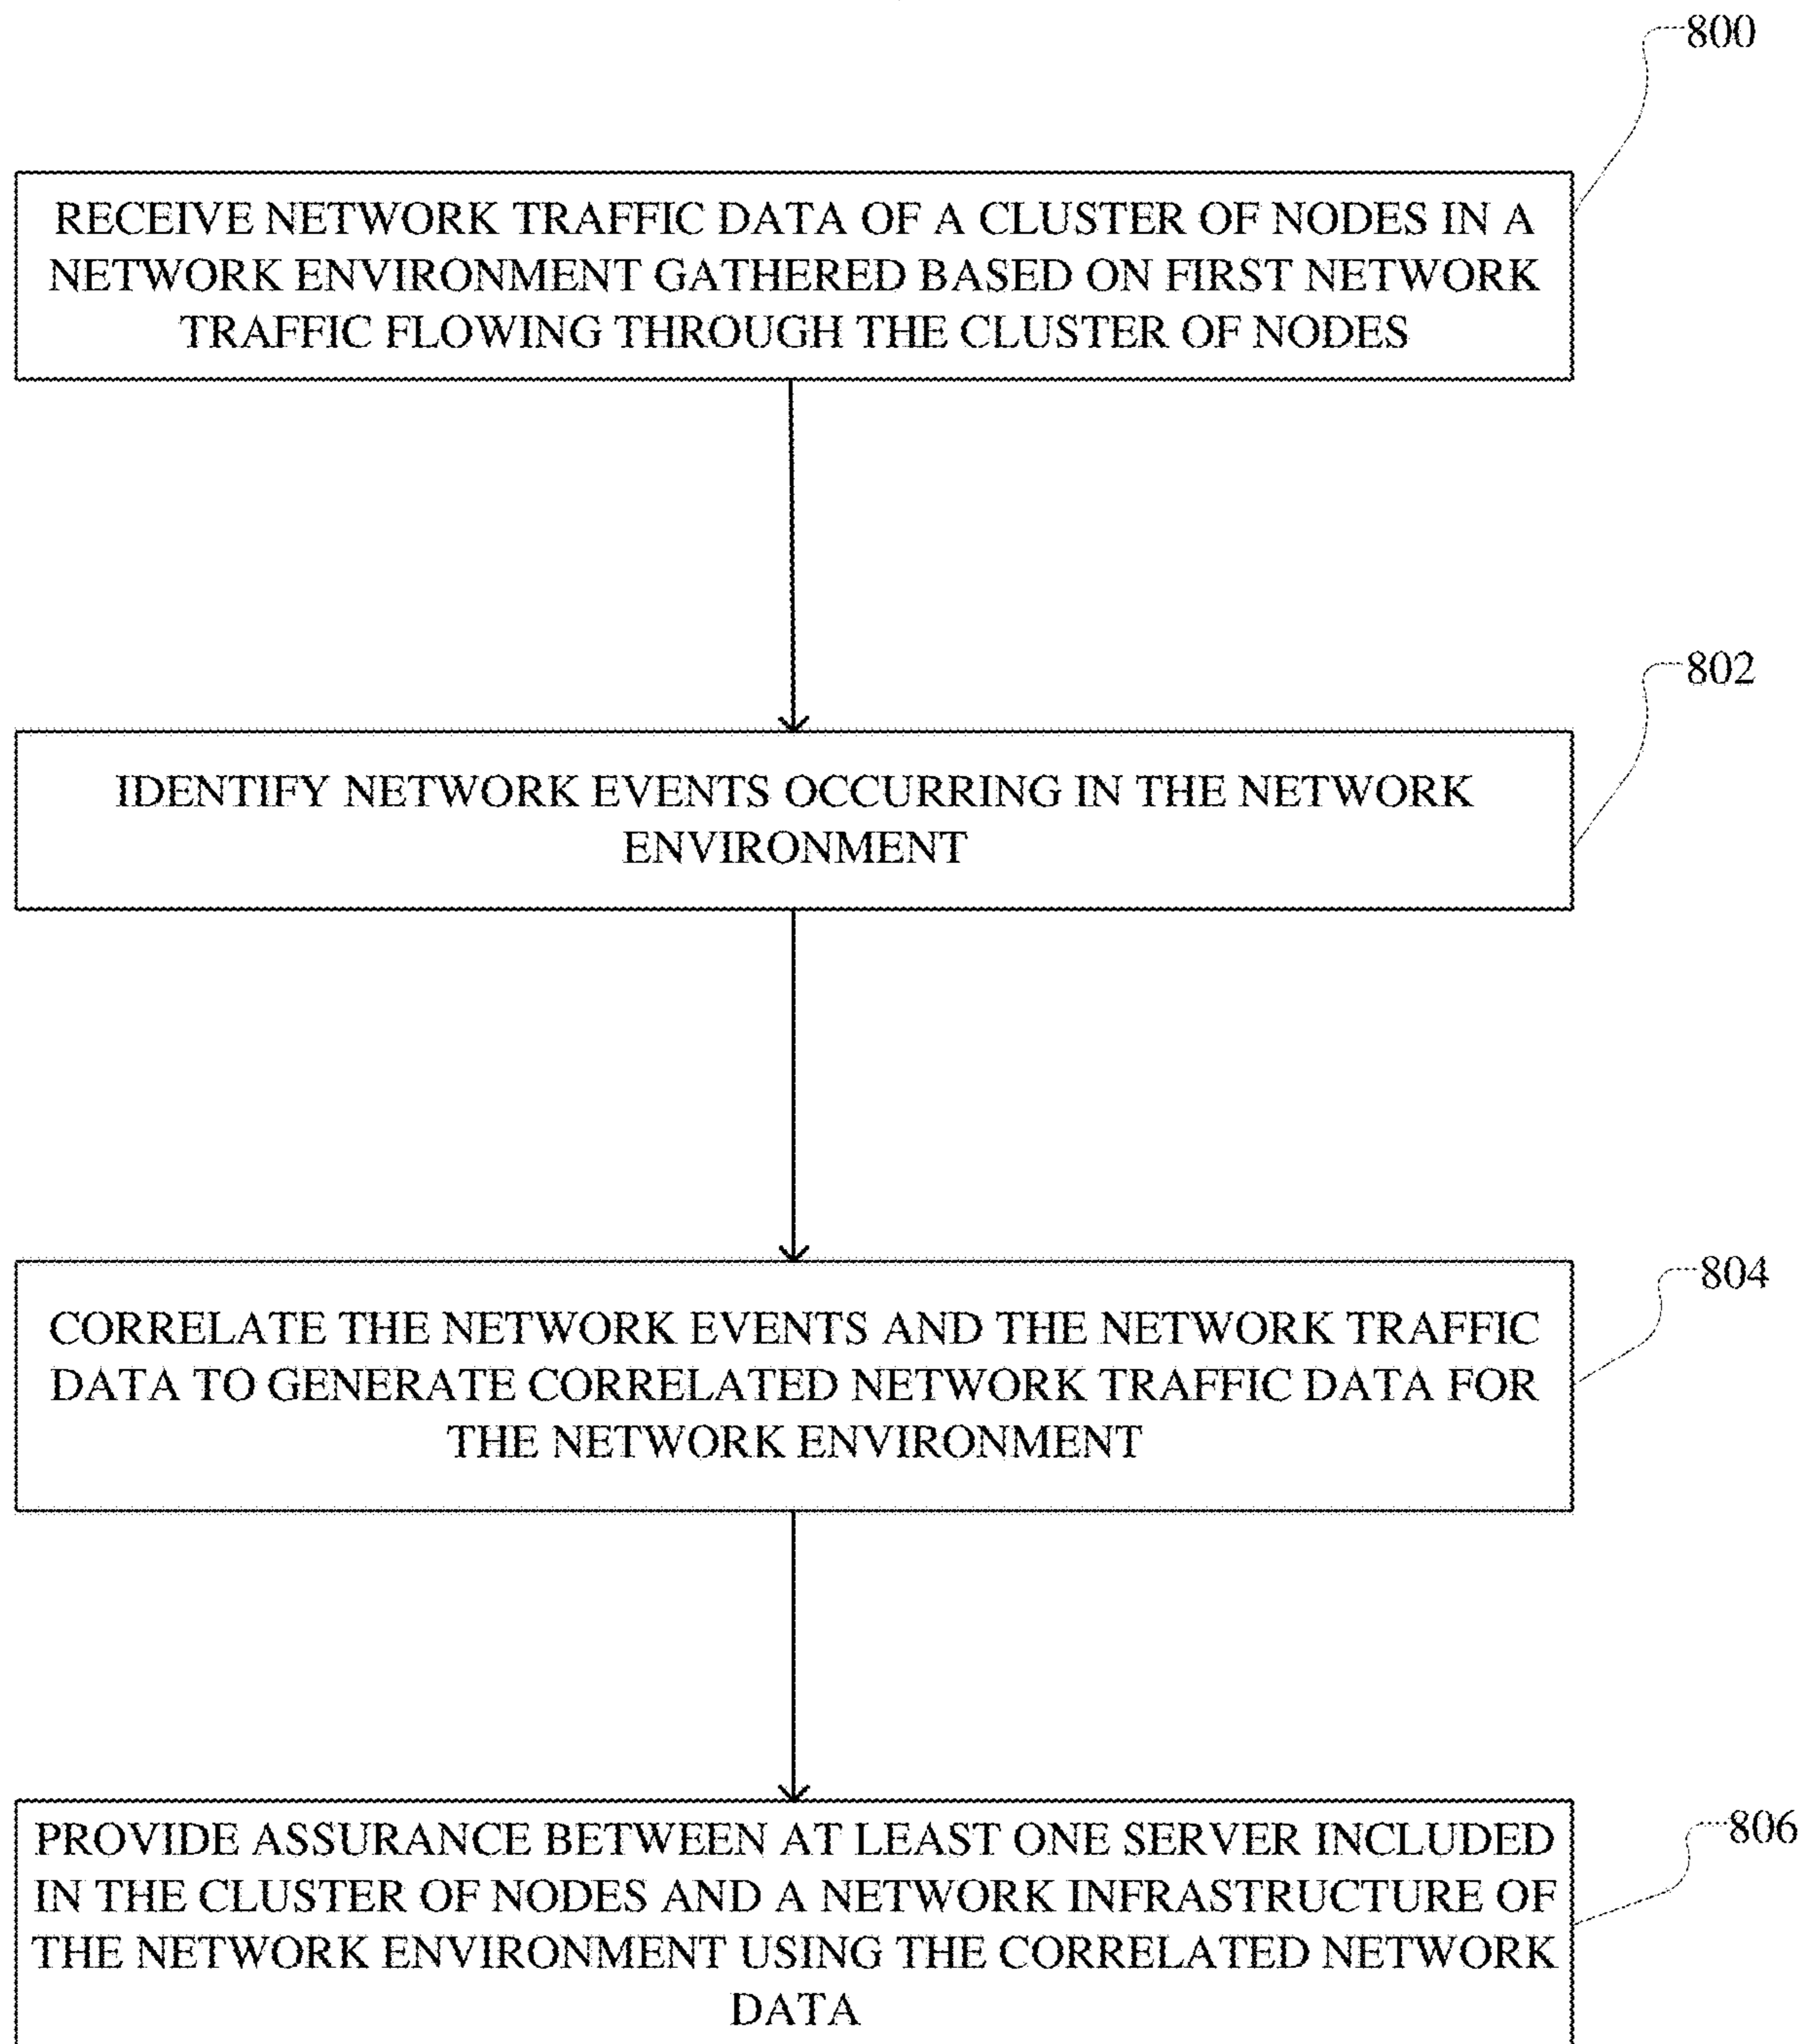 800
RECEIVE NETWORK TRAFFIC DATA OF A CLUSTER OF NODES IN A
NETWORK ENVIRONMENT GATHERED BASED ON FIRST NETWORK
TRAFFIC FLOWING THROUGH THE CLUSTER OF NODES
802
IDENTIFY NETWORK EVENTS OCCURRING IN THE NETWORK
ENVIRONMENT
804
CORRELATE THE NETWORK EVENTS AND THE NETWORK TRAFFIC
DATA TO GENERATE CORRELATED NETWORK TRAFFIC DATA FOR
THE NETWORK ENVIRONMENT
806
PROVIDE ASSURANCE BETWEEN AT LEAST ONE SERVER INCLUDED
IN THE CLUSTER OF NODES AND A NETWORK INFRASTRUCTURE OF
THE NETWORK ENVIRONMENT USING THE CORRELATED NETWORK
DATA